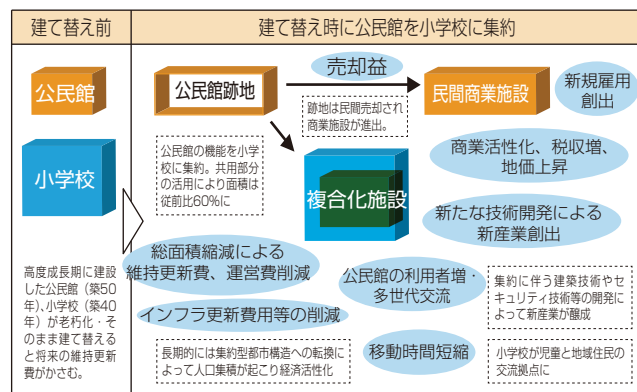 建て替え前
建て替え時に公民館を小学校に集約
公民館
小学校
高度成長期に建設
した公民館（築50
年）、小学校（築40
年）が老朽化・そ
のまま建て替える
と将来の維持更新
費がかさむ。
公民館跡地
売却益
跡地は民間売却され
商業施設が進出。
民間商業施設
新規雇用
創出
公民館の機能を小学
校に集約。共用部分
の活用により面積は
従前比60％に
複合化施設
商業活性化、税収増、
地価上昇
新たな技術開発による
新産業創出
総面積縮減による
維持更新費、運営費削減
インフラ更新費用等の削減
公民館の利用者増・
多世代交流
集約に伴う建築技術やセ
キュリティ技術等の開発に
よって新産業が醸成
長期的には集約型都市構造への転換に
よって人口集積が起こり経済活性化
移動時間短縮
小学校が児童と地域住民の
交流拠点に